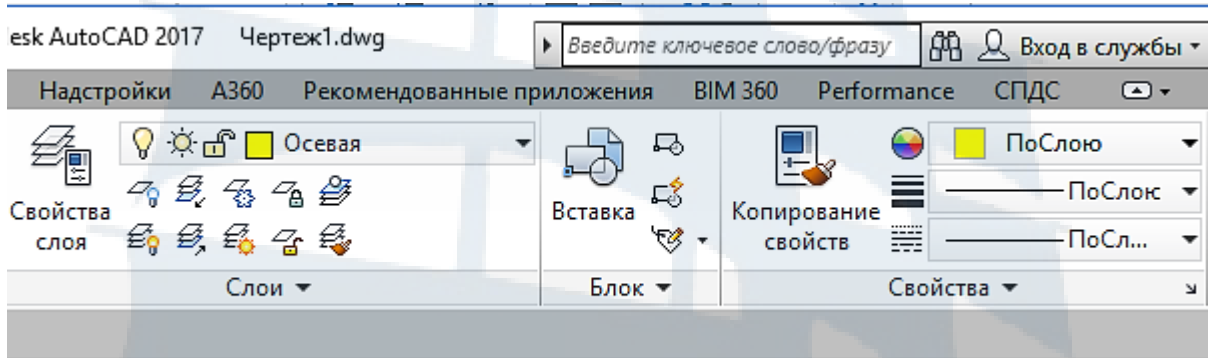 esk AutoCAD 2017 Чертеж1.dwg Введите ключевое слово/фразу Вход в службы
Надстройки A360 Рекомендованные приложения BIM 360 Performance СПДС
Осевая
Свойства слоя
Вставка
Копирование свойств
ПоСлою
ПоСлою
ПоСл...
Слои Блок Свойства